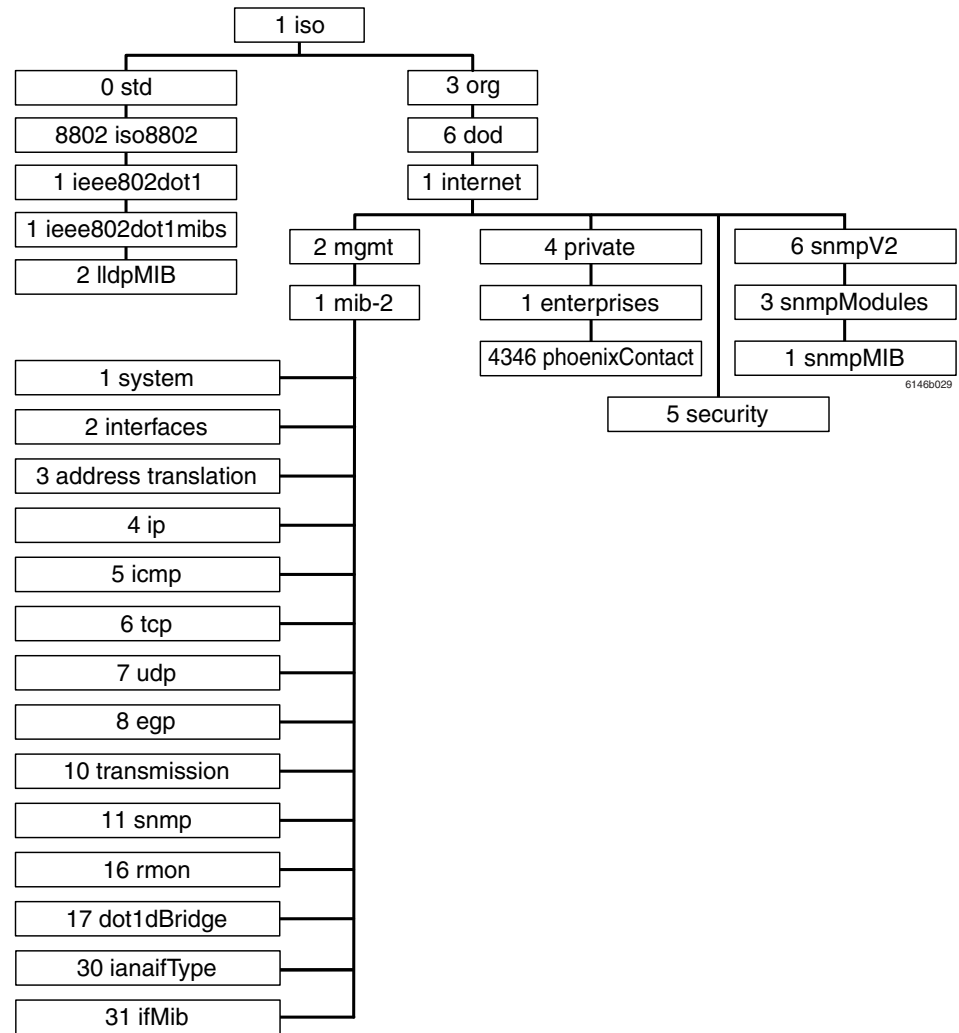 1 iso
0 std
3 org
8802 iso8802
6 dod
1 ieee802dot1
1 internet
1 ieee802dot1mibs
2 mgmt
4 private
6 snmpV2
2 lldpMIB
1 mib-2
1 enterprises
3 snmpModules
4346 phoenixContact
1 snmpMIB
6146b029
1 system
5 security
2 interfaces
3 address translation
4 ip
5 icmp
6 tcp
7 udp
8 egp
10 transmission
11 snmp
16 rmon
17 dot1dBridge
30 ianaifType
31 ifMib